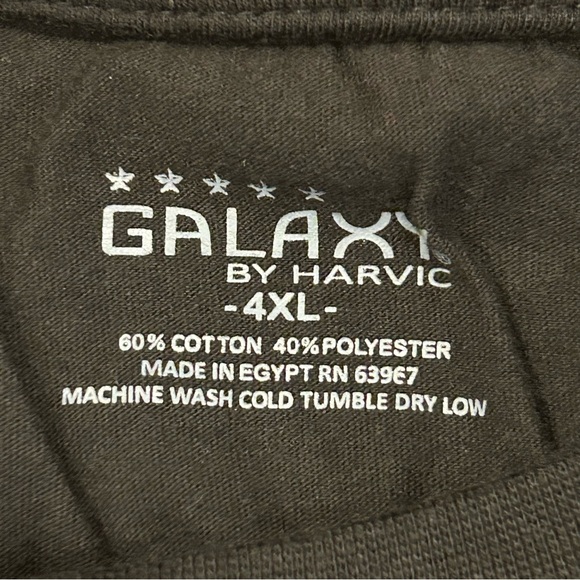 GALAXY
BY HARVIC
-4XL-
60% COTTON 40% POLYESTER
MADE IN EGYPT RN 63967
MACHINE WASH COLD TUMBLE DRY LOW